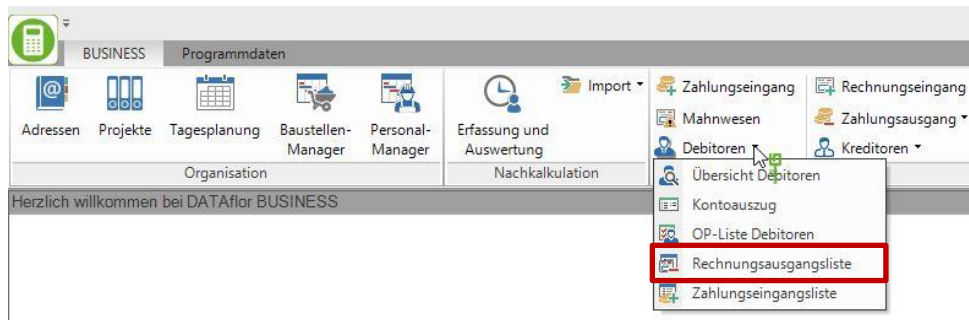 BUSINESS Programmdaten
Adressen Projekte Tagesplanung Baustellen- Personal-
Manager Manager
Organisation
Erfassung und
Auswertung
Import
Nachkalkulation
Zahlungseingang Rechnungseingang
Mahnwesen Zahlungsausgang
Debitoren Kreditoren
Herzlich willkommen bei DATAflor BUSINESS
Übersicht Debitoren
Kontoauszug
OP-Liste Debitoren
Rechnungsausgangsliste
Zahlungseingangsliste